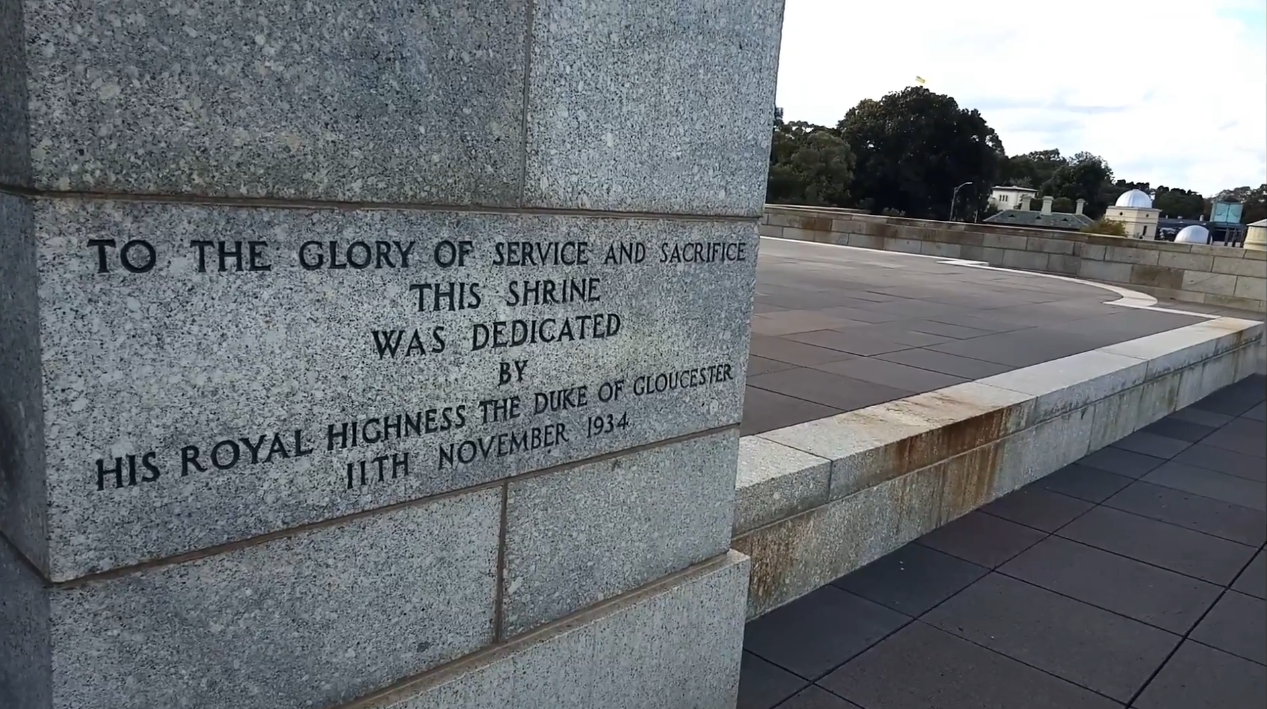 TO THE GLORY OF SERVICE AND SACRIFICE
THIS SHRINE
WAS DEDICATED
BY
HIS ROYAL HIGHNESS THE DUKE OF GLOUCESTER
11TH NOVEMBER 1934.